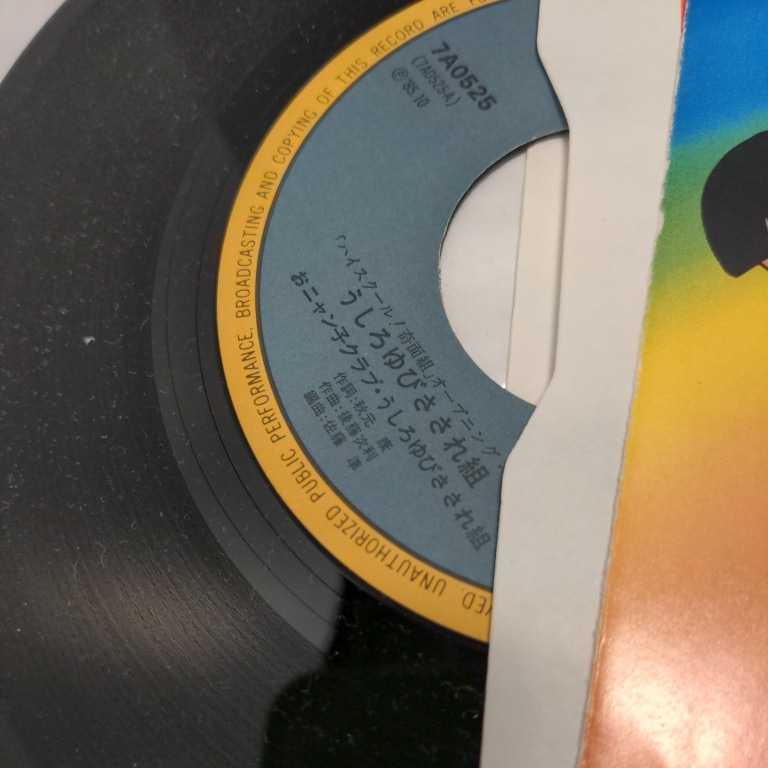 7A0525
(7A0525A)
Ⓟ'85.10
「ハイスクール!奇面組」オープニング
うしろゆびさされ組
おニャン子クラブ・うしろゆびさされ組
作詞:秋元 康
作曲:後藤次利
編曲:佐藤 準
UNAUTHORIZED PUBLIC PERFORMANCE, BROADCASTING AND COPYING OF THIS RECORD ARE